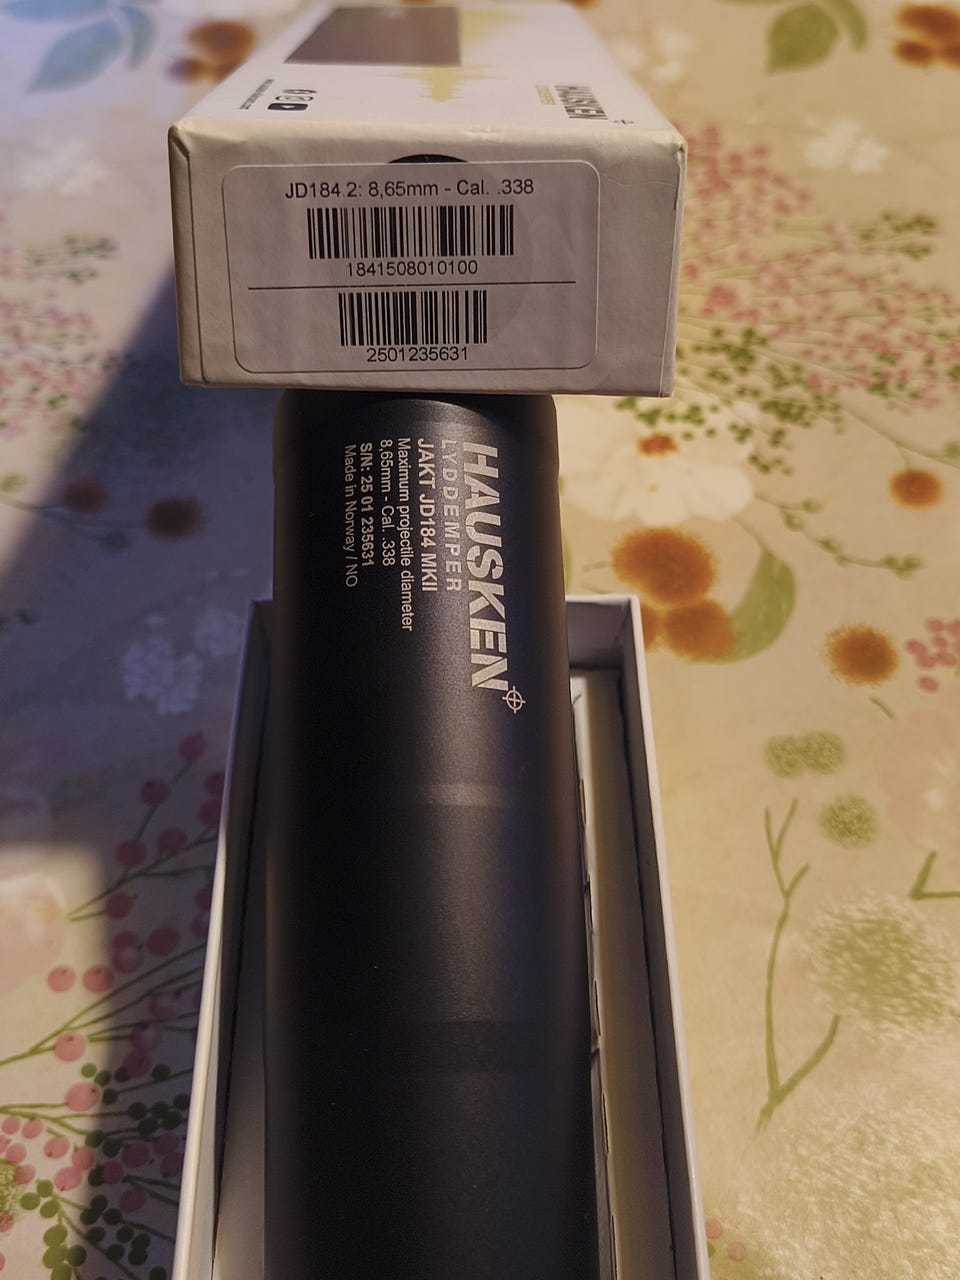 HAUSKEN
JD184.2: 8,65mm - Cal. .338
1841508010100
2501235631
HAUSKEN
LYDDEMPER
JAKT JD184 MKII
Maximum projectile diameter
8,65mm - Cal. .338
S/N: 25 01 235631
Made in Norway / NO